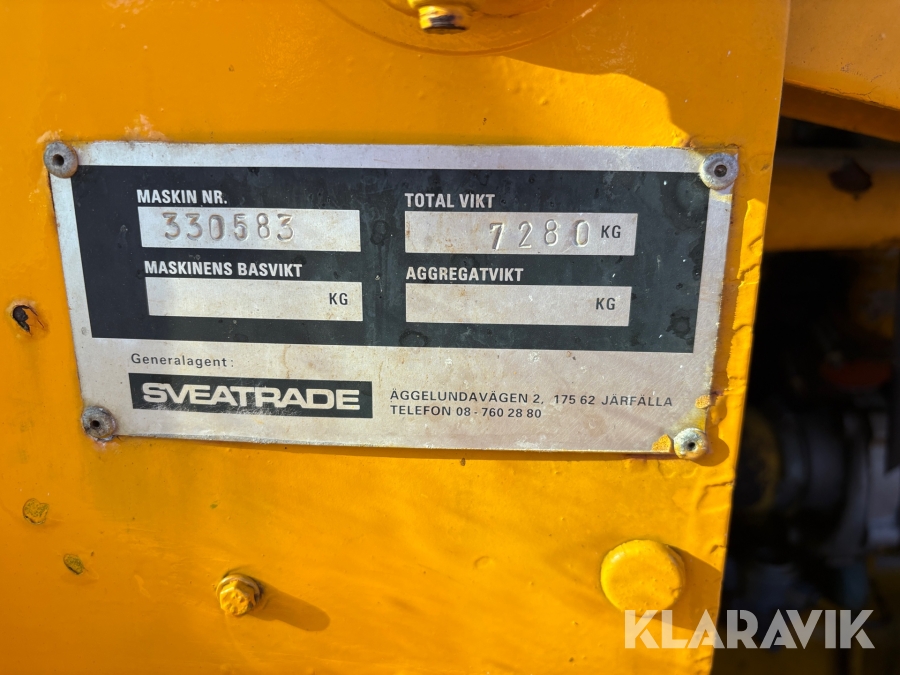 MASKIN NR.
330583
TOTAL VIKT
7280 KG
MASKINENS BASVIKT
KG
AGGREGATVIKT
KG
Generalagent:
SVEATRADE
ÄGGELUNDAVÄGEN 2, 175 62 JÄRFÄLLA
TELEFON 08-760 28 80
KLARAVIK